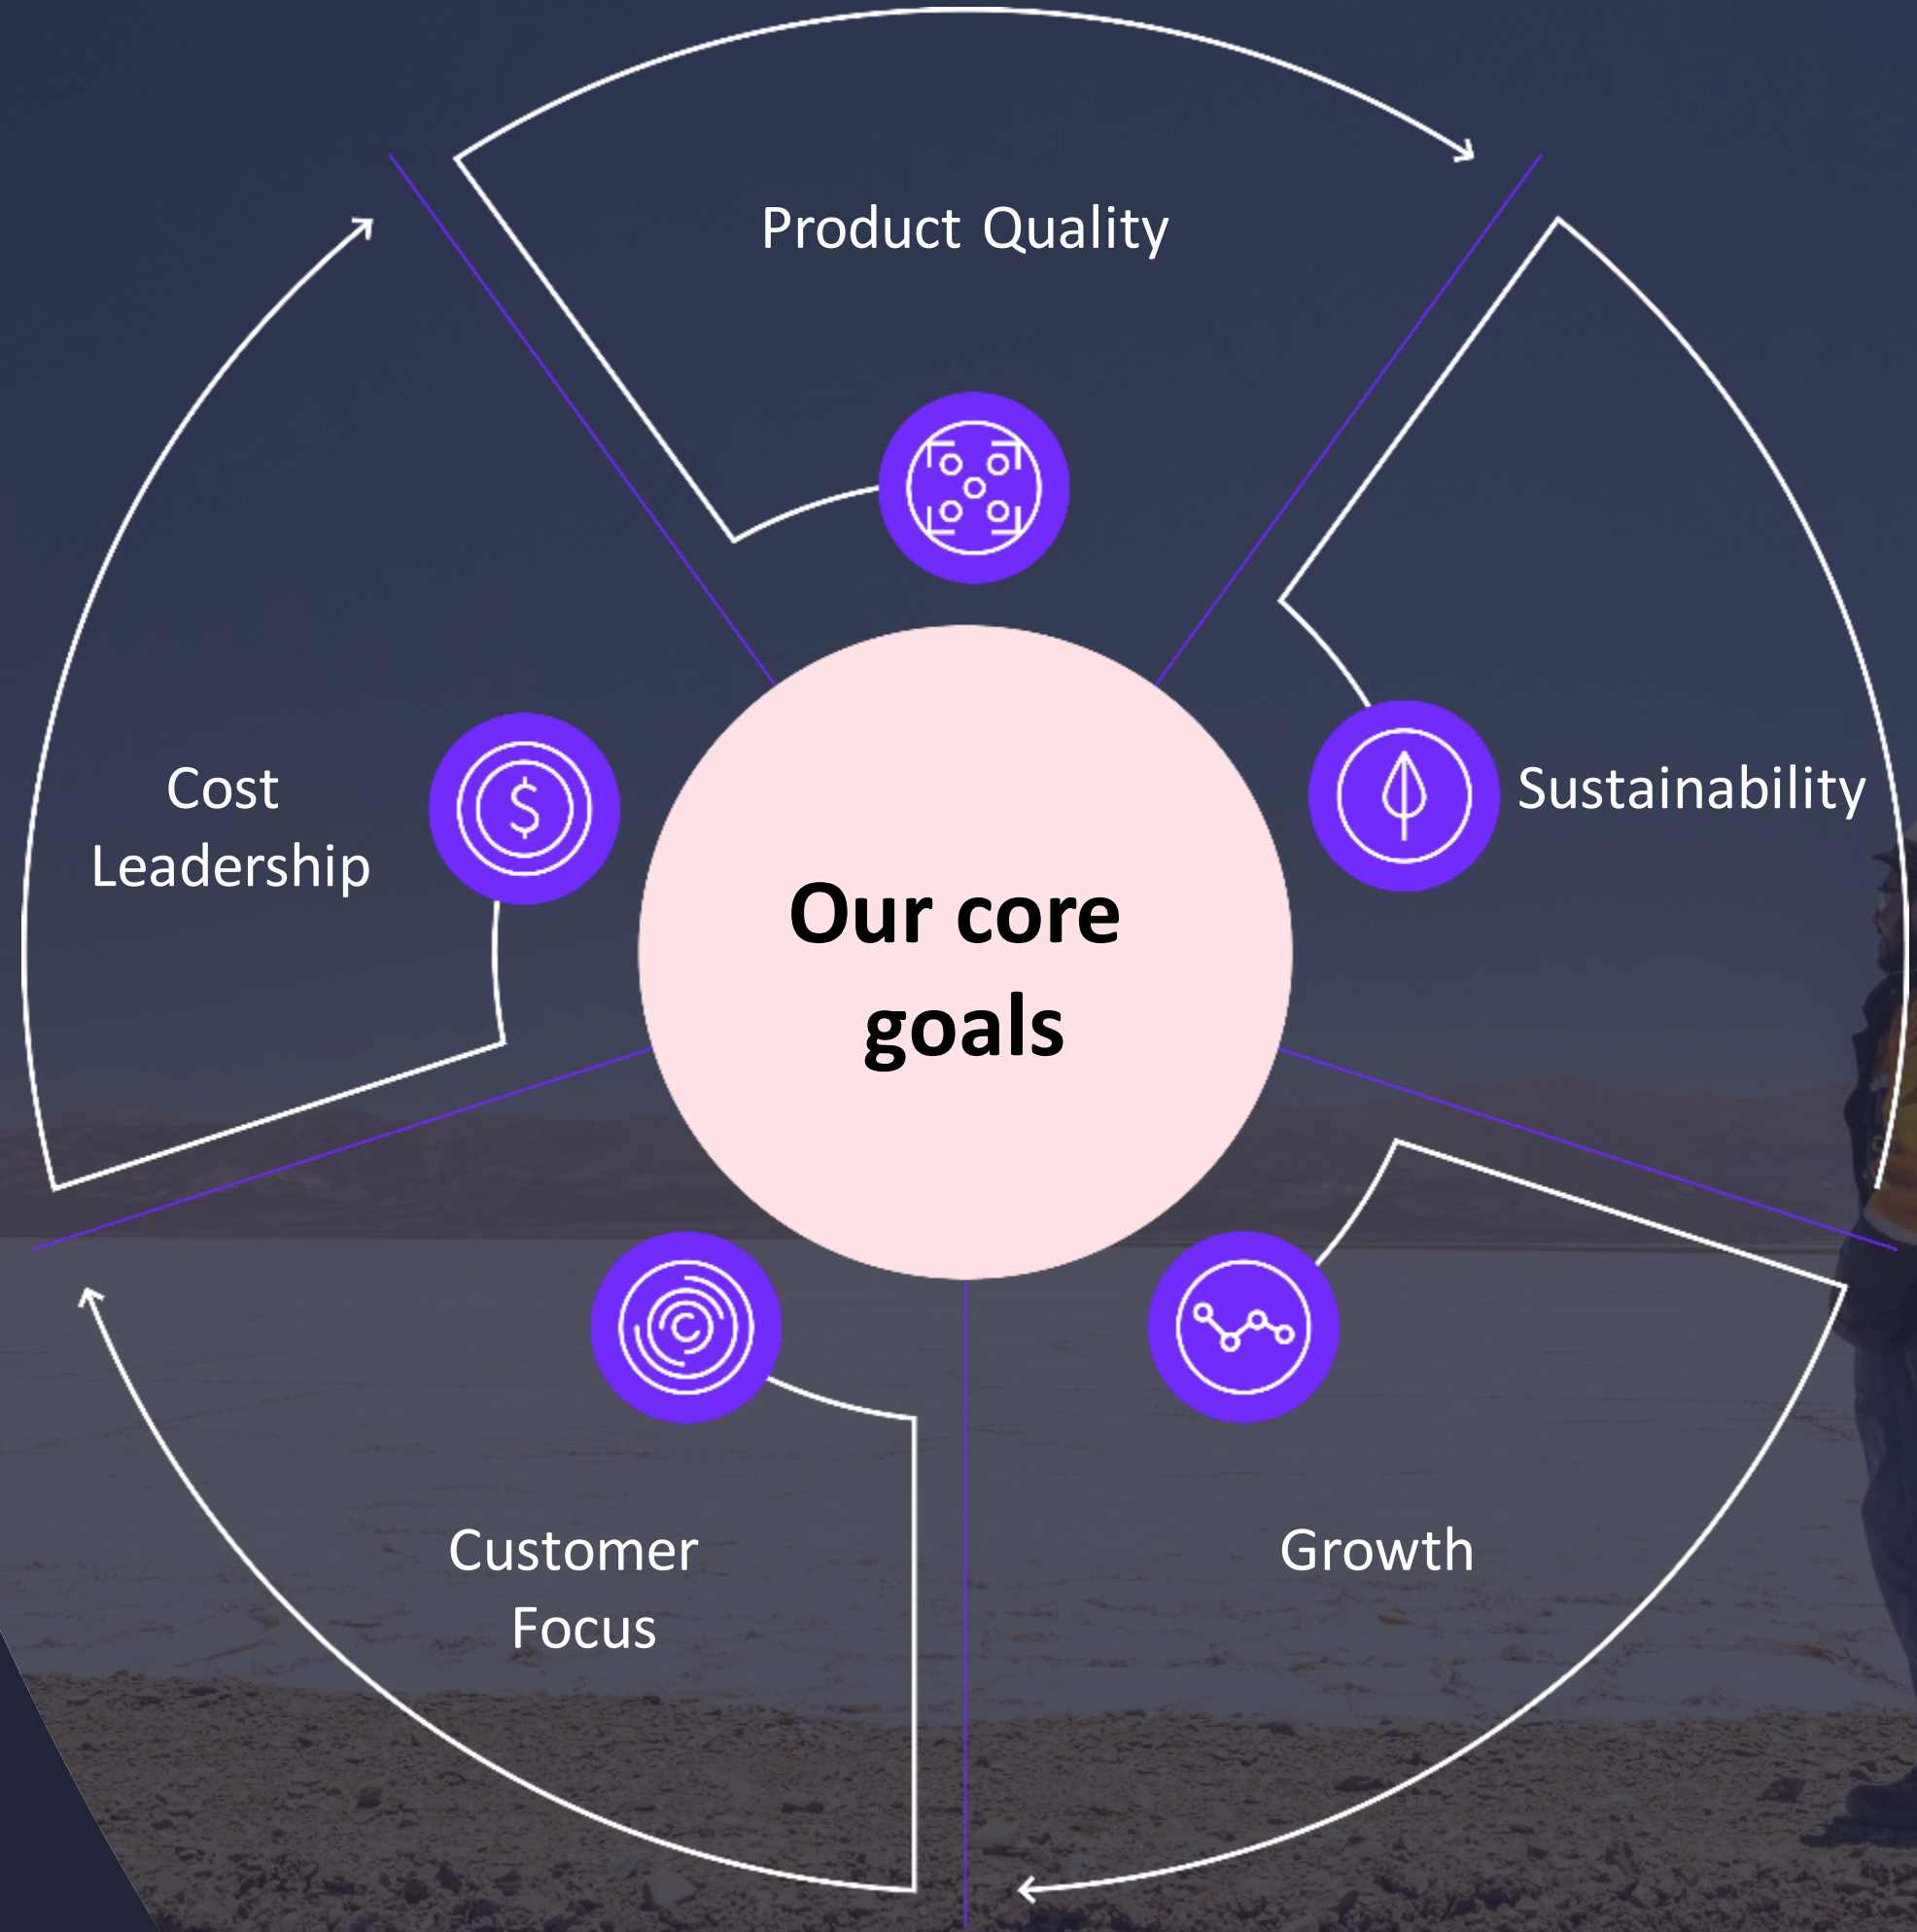 Product Quality
Sustainability
Growth
Customer
Focus
Cost
Leadership
Our core
goals